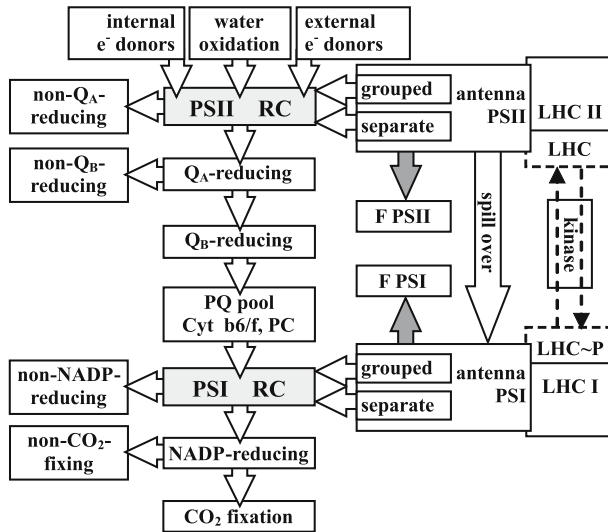 internal
e⁻ donors
water
oxidation
external
e⁻ donors
non-Q_A-
reducing
PSII RC
grouped
separate
antenna
PSII
LHC II
LHC
non-Q_B-
reducing
Q_A-reducing
F PSII
spill over
kinase
Q_B-reducing
F PSI
PQ pool
Cyt b6/f, PC
LHC~P
non-NADP-
reducing
PSI RC
grouped
separate
antenna
PSI
LHC I
non-CO₂-
fixing
NADP-reducing
CO₂ fixation